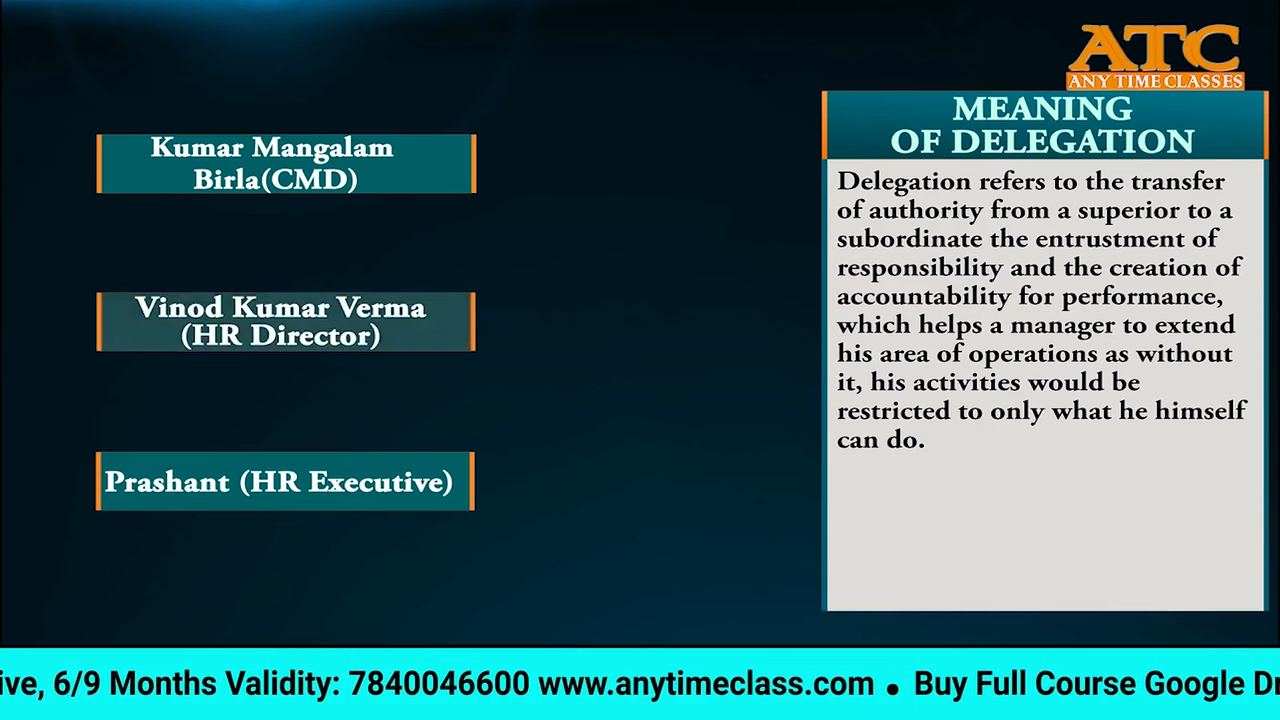 ATC
ANY TIME CLASSES
Kumar Mangalam
Birla(CMD)
Vinod Kumar Verma
(HR Director)
Prashant (HR Executive)
MEANING
OF DELEGATION
Delegation refers to the transfer
of authority from a superior to a
subordinate the entrustment of
responsibility and the creation of
accountability for performance,
which helps a manager to extend
his area of operations as without
it, his activities would be
restricted to only what he himself
can do.
ive, 6/9 Months Validity: 7840046600 www.anytimeclass.com • Buy Full Course Google Dr